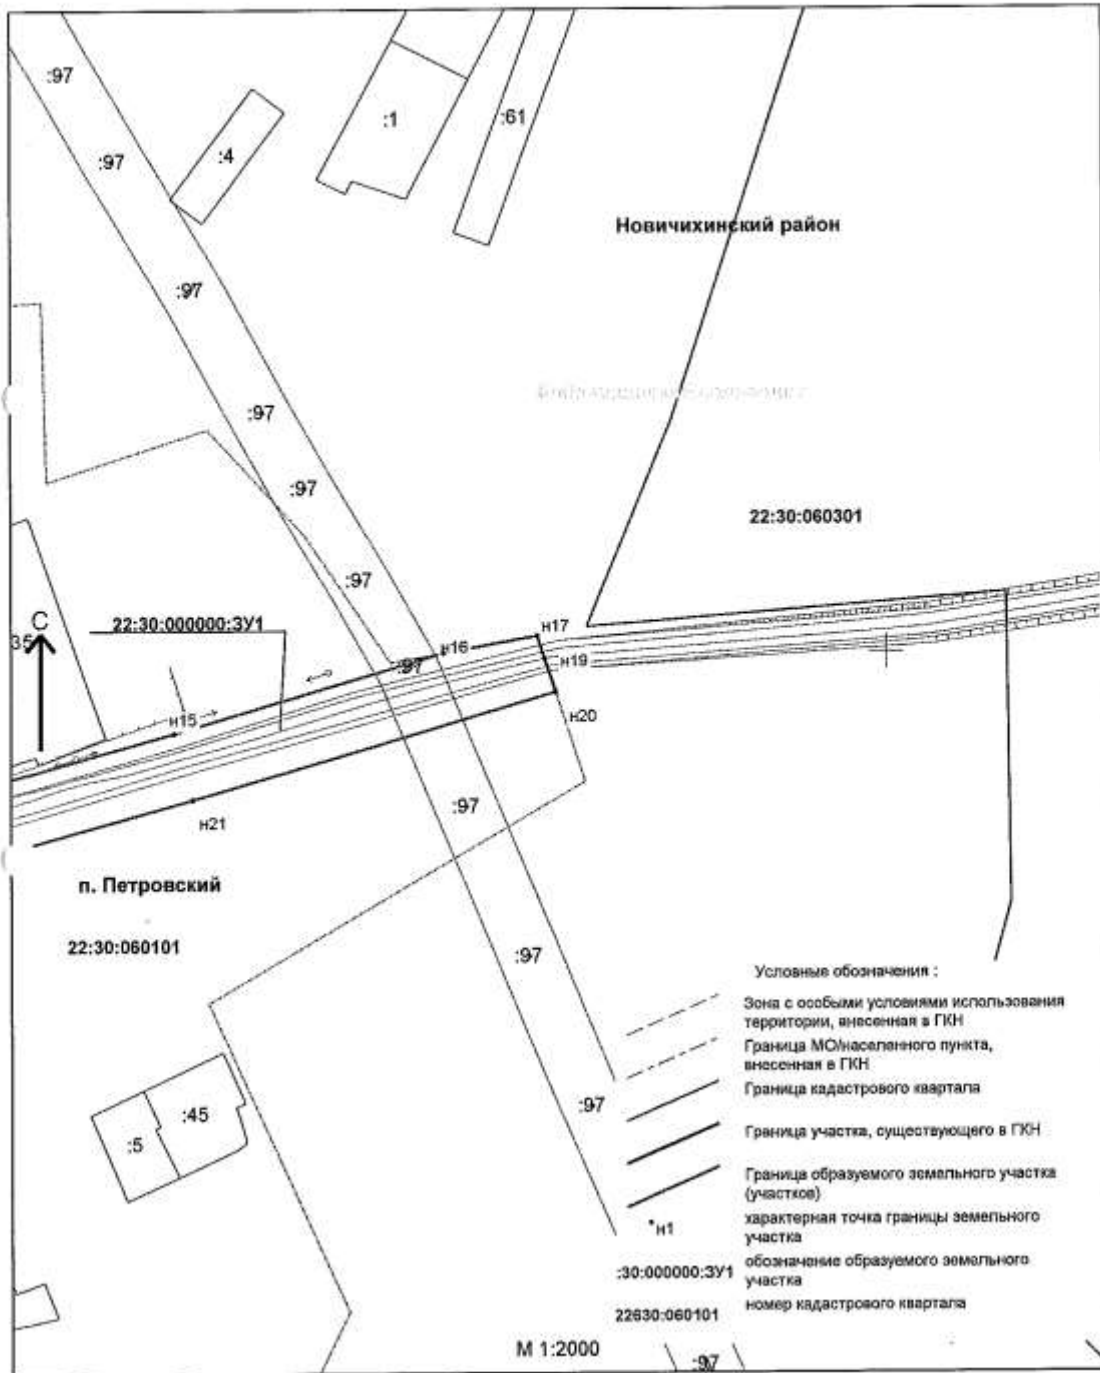 :97
:1
:61
:97
:4
Новичихинский район
:97
:97
:97
22:30:060301
:97
22:30:000000:ЗУ1
С
35
н17
н16
:97
н19
н15
н20
:97
н21
п. Петровский
22:30:060101
:97
Условные обозначения :
Зона с особыми условиями использования
территории, внесенная в ГКН
Граница МО/населенного пункта,
внесенная в ГКН
Граница кадастрового квартала
:97
:45
:5
Граница участка, существующего в ГКН
Граница образуемого земельного участка
(участков)
н1
характерная точка границы земельного
участка
:30:000000:ЗУ1
обозначение образуемого земельного
участка
22630:060101
номер кадастрового квартала
М 1:2000
:97